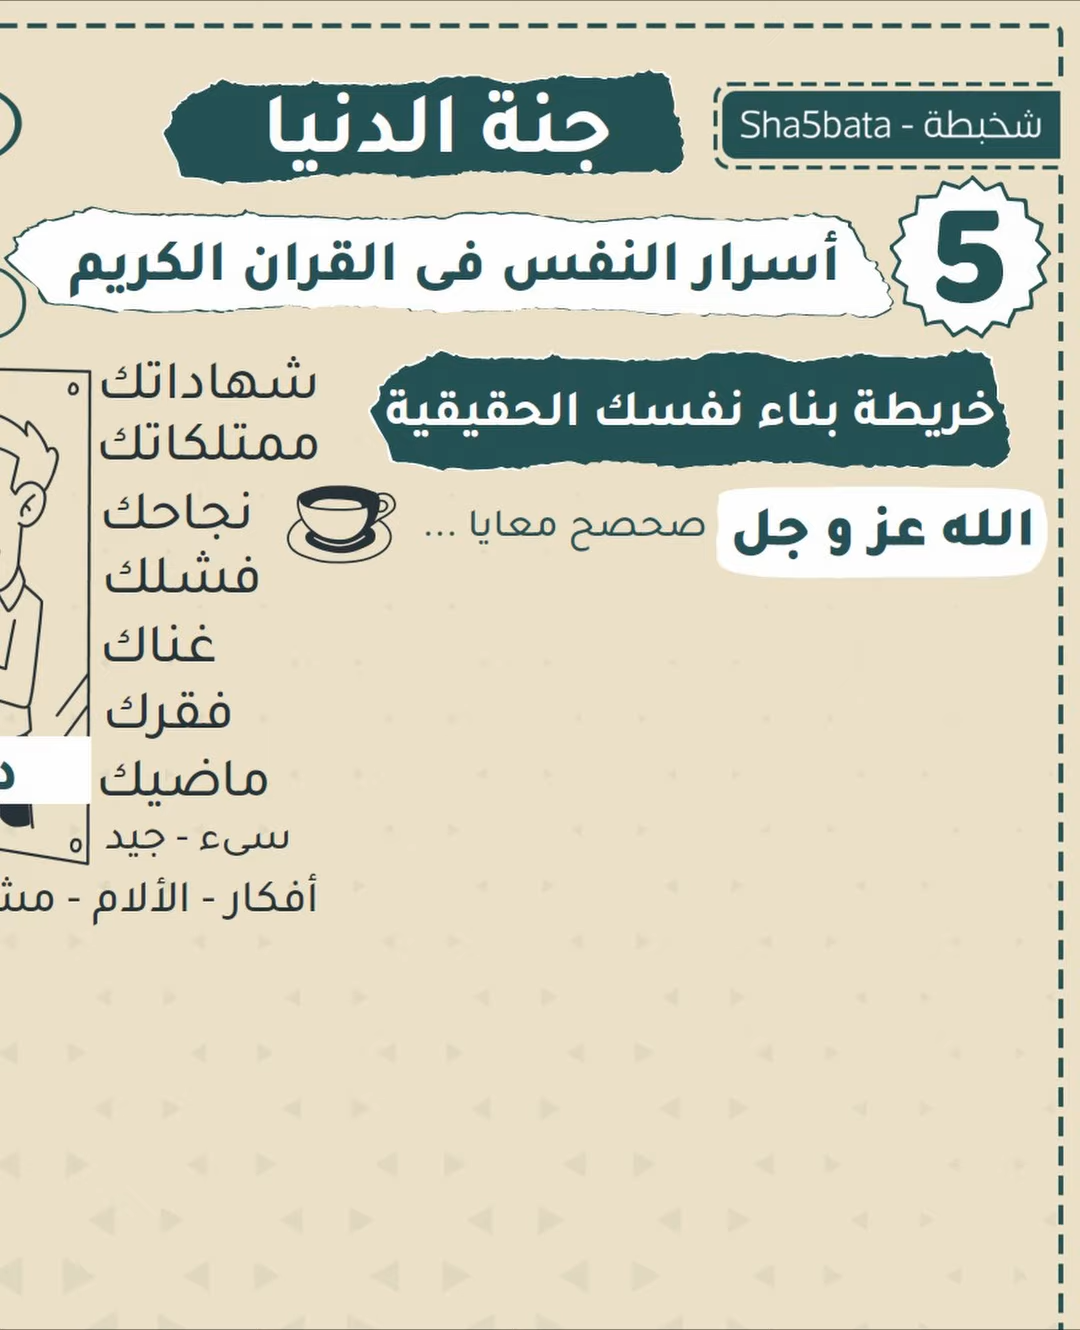 شخبطة - Sha5bata
جنة الدنيا
5
أسرار النفس فى القران الكريم
خريطة بناء نفسك الحقيقية
الله عز و جل صحصح معايا ...
شهاداتك
ممتلكاتك
نجاحك
فشلك
غناك
فقرك
ماضيك
سىء - جيد
أفكار - الألام -